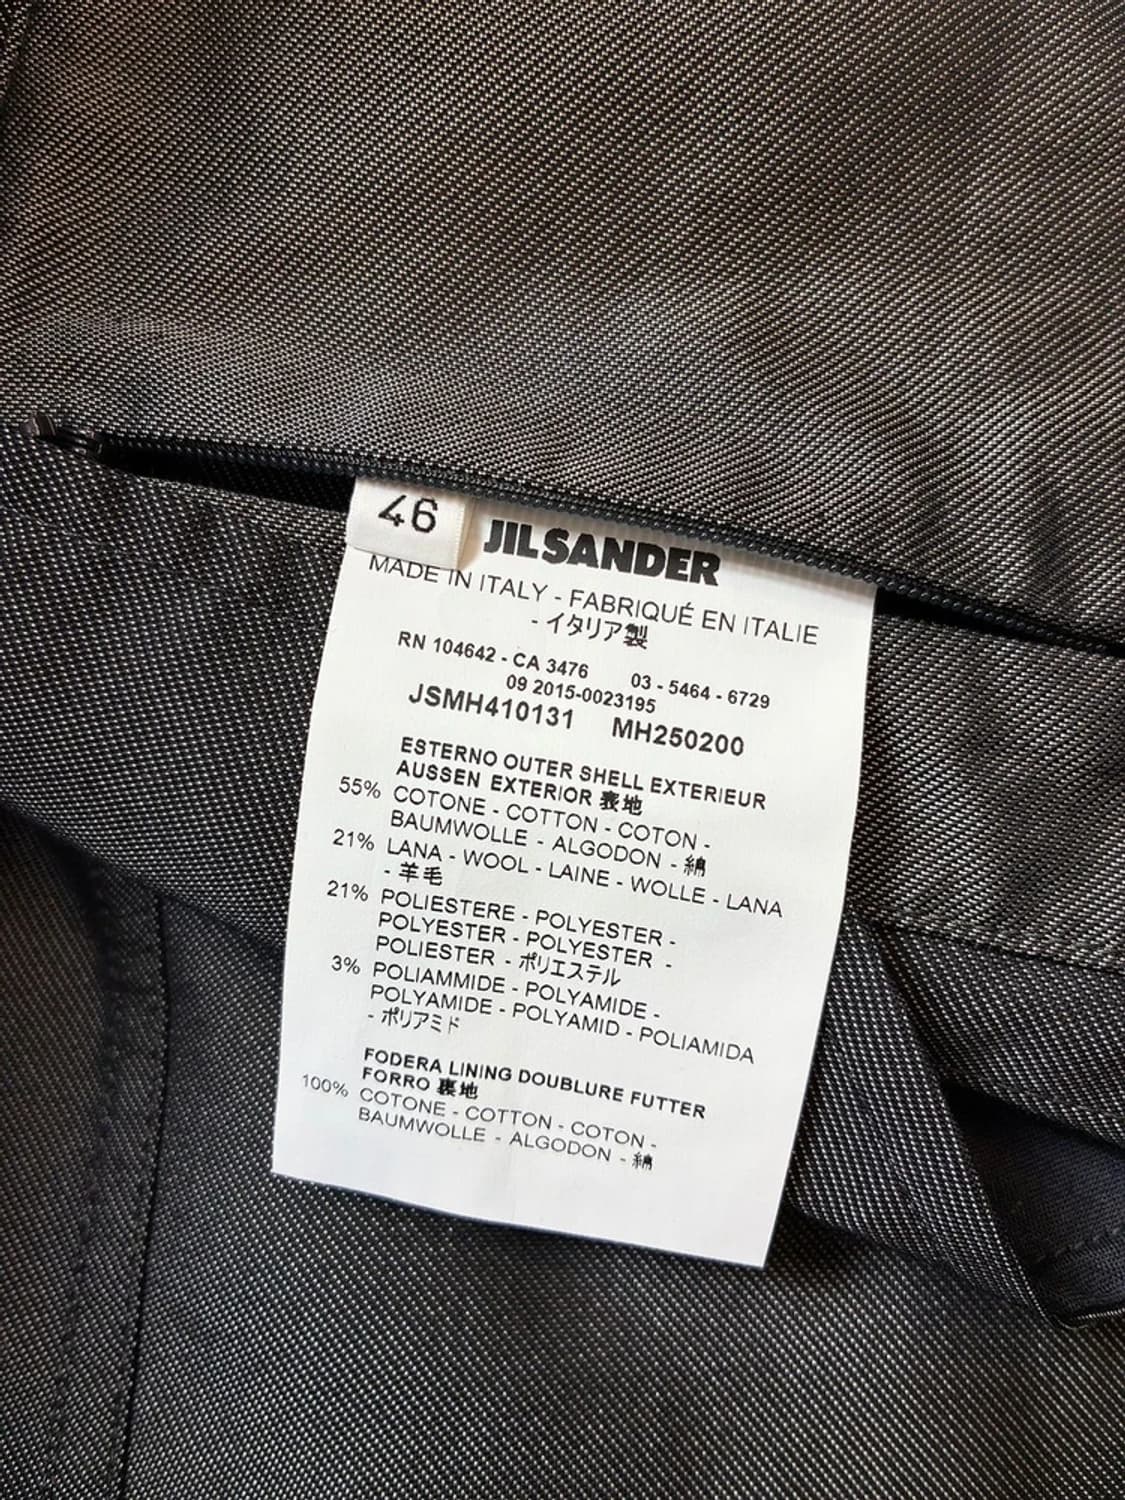 46
JIL SANDER
MADE IN ITALY - FABRIQUÉ EN ITALIE
- イタリア製
RN 104642 - CA 3476 03 - 5464 - 6729
09 2015-0023195
JSMH410131 MH250200
ESTERNO OUTER SHELL EXTERIEUR
AUSSEN EXTERIOR 表地
55% COTONE - COTTON - COTON -
BAUMWOLLE - ALGODON - 綿
21% LANA - WOOL - LAINE - WOLLE - LANA
- 羊毛
21% POLIESTERE - POLYESTER -
POLYESTER - POLYESTER -
POLIESTER - ポリエステル
3% POLIAMMIDE - POLYAMIDE -
POLYAMIDE - POLYAMID - POLIAMIDA
- ポリアミド
FODERA LINING DOUBLURE FUTTER
FORRO 裏地
100% COTONE - COTTON - COTON -
BAUMWOLLE - ALGODON - 綿